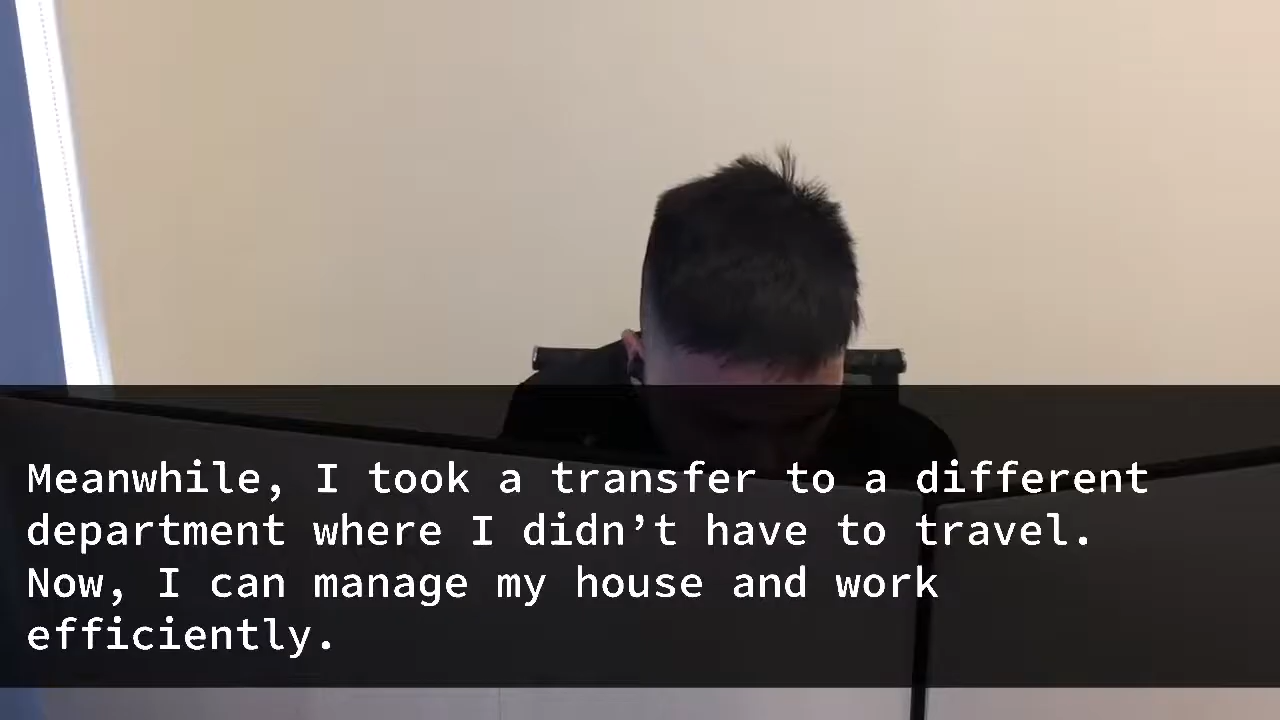 Meanwhile, I took a transfer to a different
department where I didn’t have to travel.
Now, I can manage my house and work
efficiently.